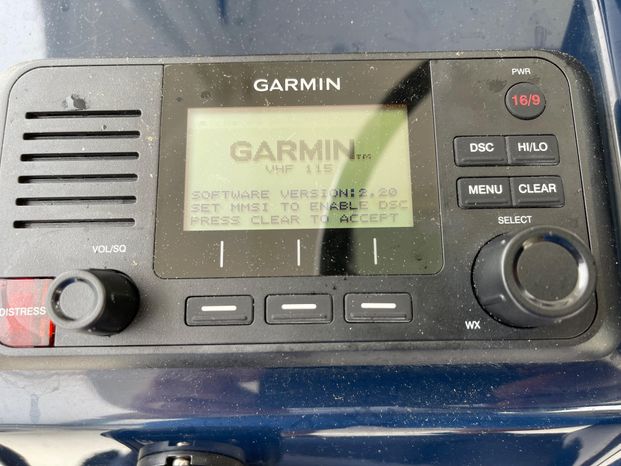 GARMIN
PWR
16/9
GARMIN™
VHF 115
DSC
HI/LO
SOFTWARE VERSION:2.20
SET MMSI TO ENABLE DSC
PRESS CLEAR TO ACCEPT
MENU
CLEAR
SELECT
VOL/SQ
DISTRESS
WX